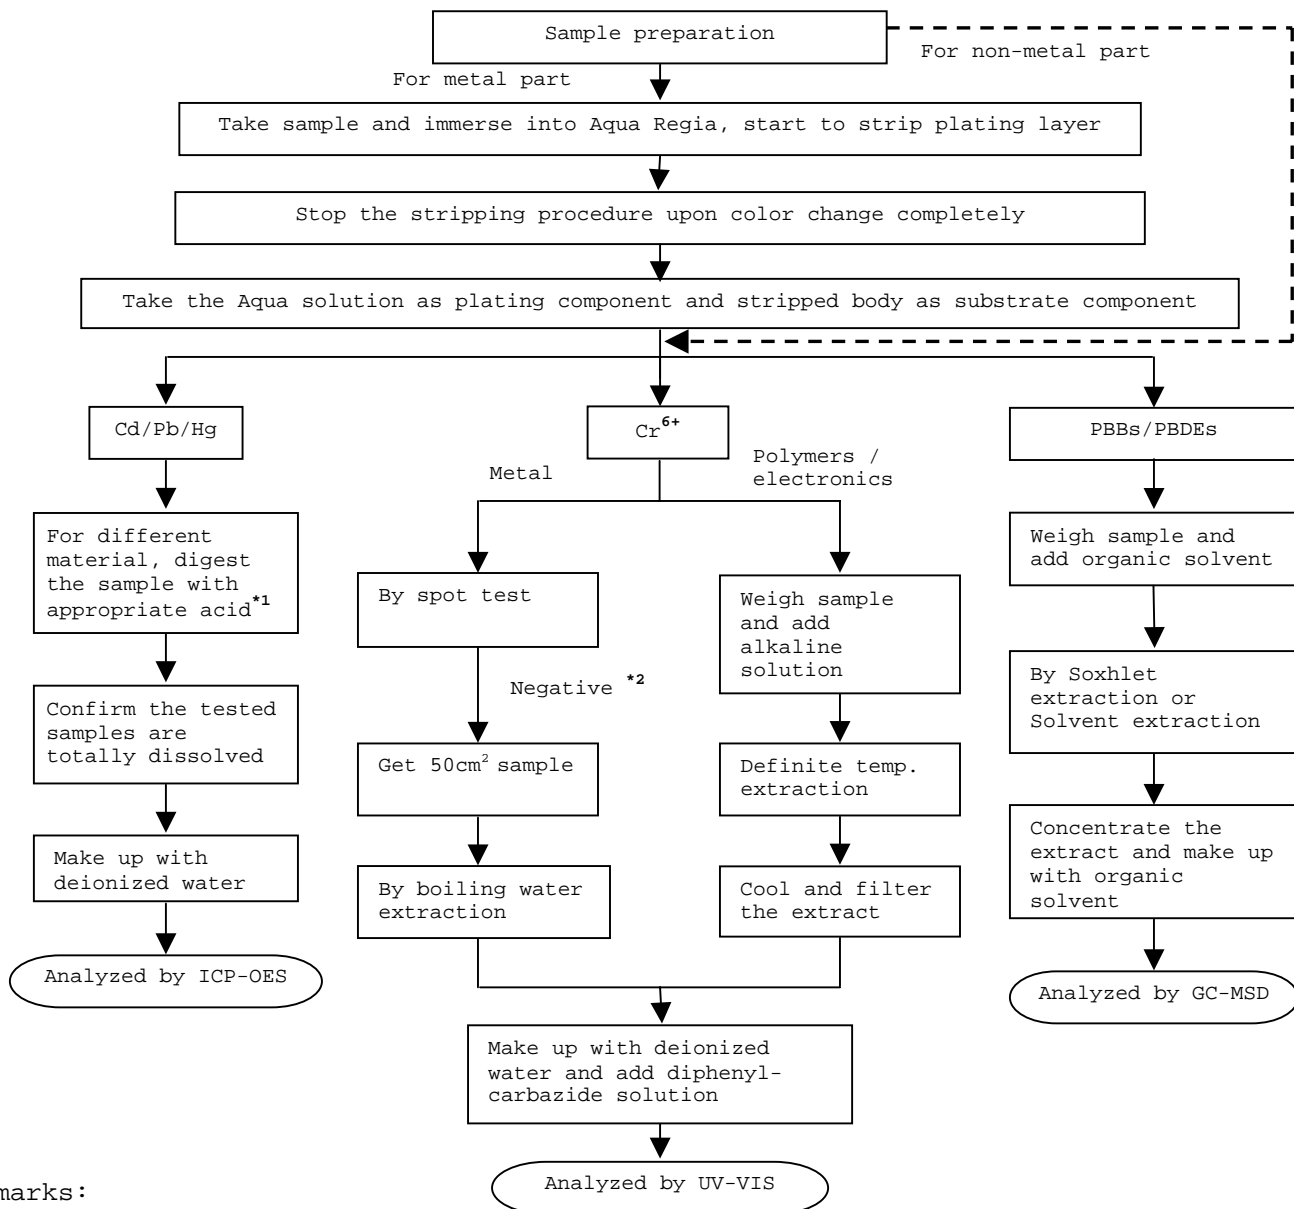 Sample preparation
For non-metal part
For metal part
Take sample and immerse into Aqua Regia, start to strip plating layer
Stop the stripping procedure upon color change completely
Take the Aqua solution as plating component and stripped body as substrate component
Cd/Pb/Hg
For different
material, digest
the sample with
appropriate acid*1
Confirm the tested
samples are
totally dissolved
Make up with
deionized water
Analyzed by ICP-OES
Cr6+
Metal
By spot test
Negative *2
Get 50cm2 sample
By boiling water
extraction
Polymers /
electronics
Weigh sample
and add
alkaline
solution
Definite temp.
extraction
Cool and filter
the extract
Make up with deionized
water and add diphenyl-
carbazide solution
Analyzed by UV-VIS
PBBs/PBDEs
Weigh sample and
add organic solvent
By Soxhlet
extraction or
Solvent extraction
Concentrate the
extract and make up
with organic
solvent
Analyzed by GC-MSD
marks: